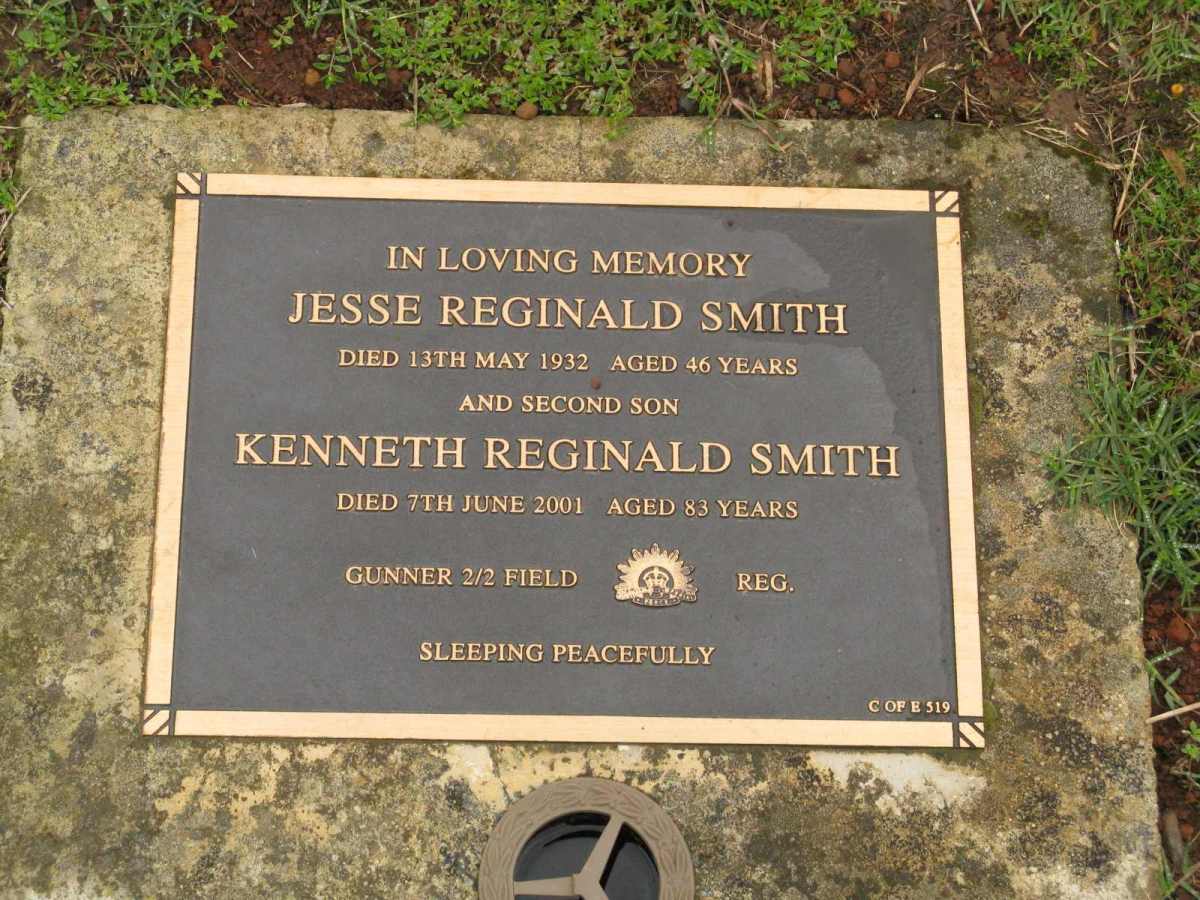 IN LOVING MEMORY
JESSE REGINALD SMITH
DIED 13TH MAY 1932 AGED 46 YEARS
AND SECOND SON
KENNETH REGINALD SMITH
DIED 7TH JUNE 2001 AGED 83 YEARS
GUNNER 2/2 FIELD REG.
SLEEPING PEACEFULLY
C OF E 519